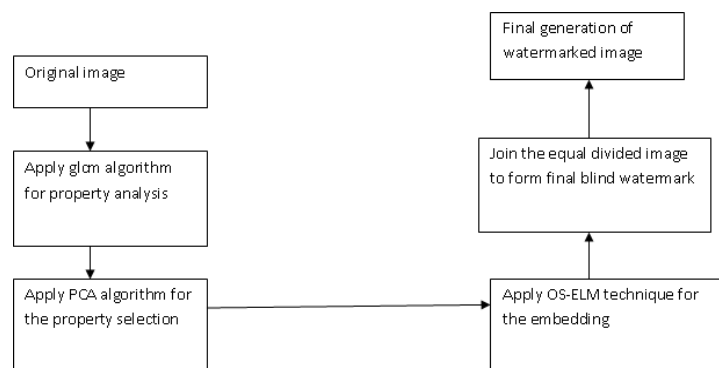 Original image
Apply glcm algorithm
for property analysis
Apply PCA algorithm for
the property selection
Apply OS-ELM technique for
the embedding
Join the equal divided image
to form final blind watermark
Final generation of
watermarked image